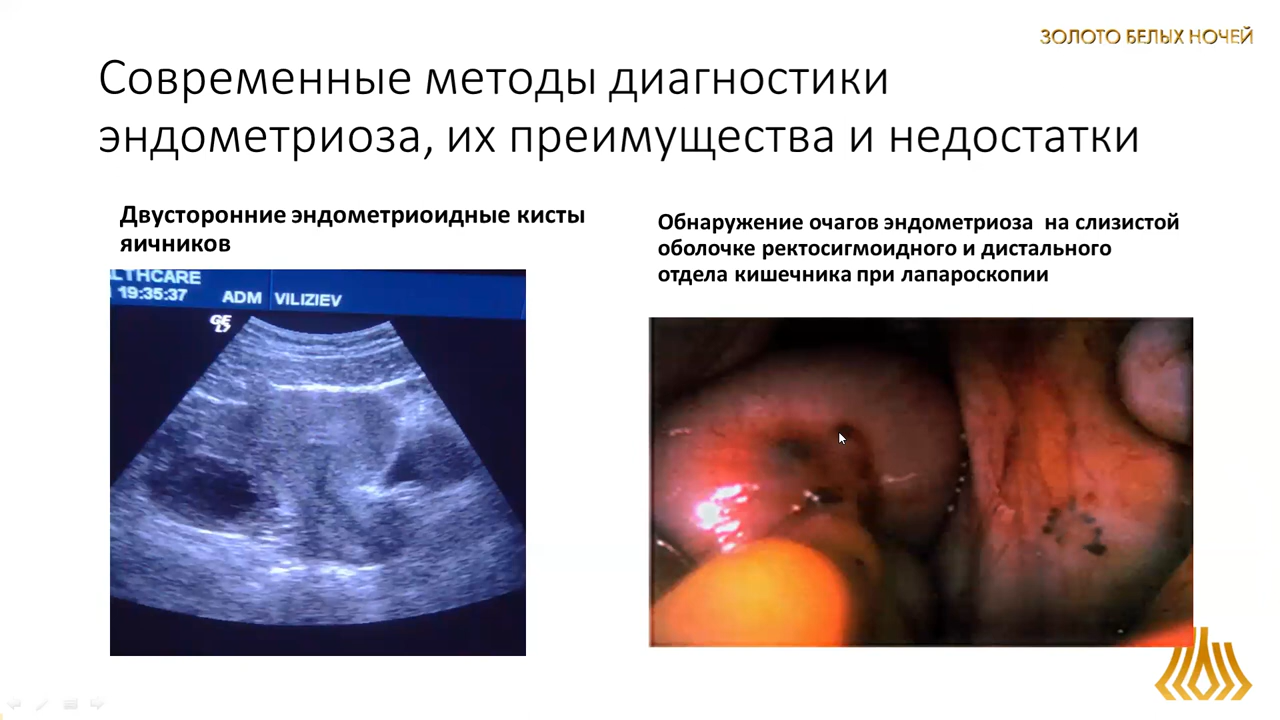 ЗОЛОТО БЕЛЫХ НОЧЕЙ
Современные методы диагностики
эндометриоза, их преимущества и недостатки
Двусторонние эндометриоидные кисты
яичников
Обнаружение очагов эндометриоза на слизистой
оболочке ректосигмоидного и дистального
отдела кишечника при лапароскопии
LTHCARE
19:35:37 ADM VILIZIEV
GE